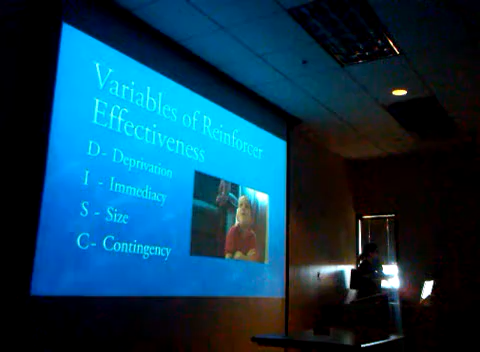 Variables of Reinforcer
Effectiveness
D- Deprivation
I - Immediacy
S - Size
C- Contingency